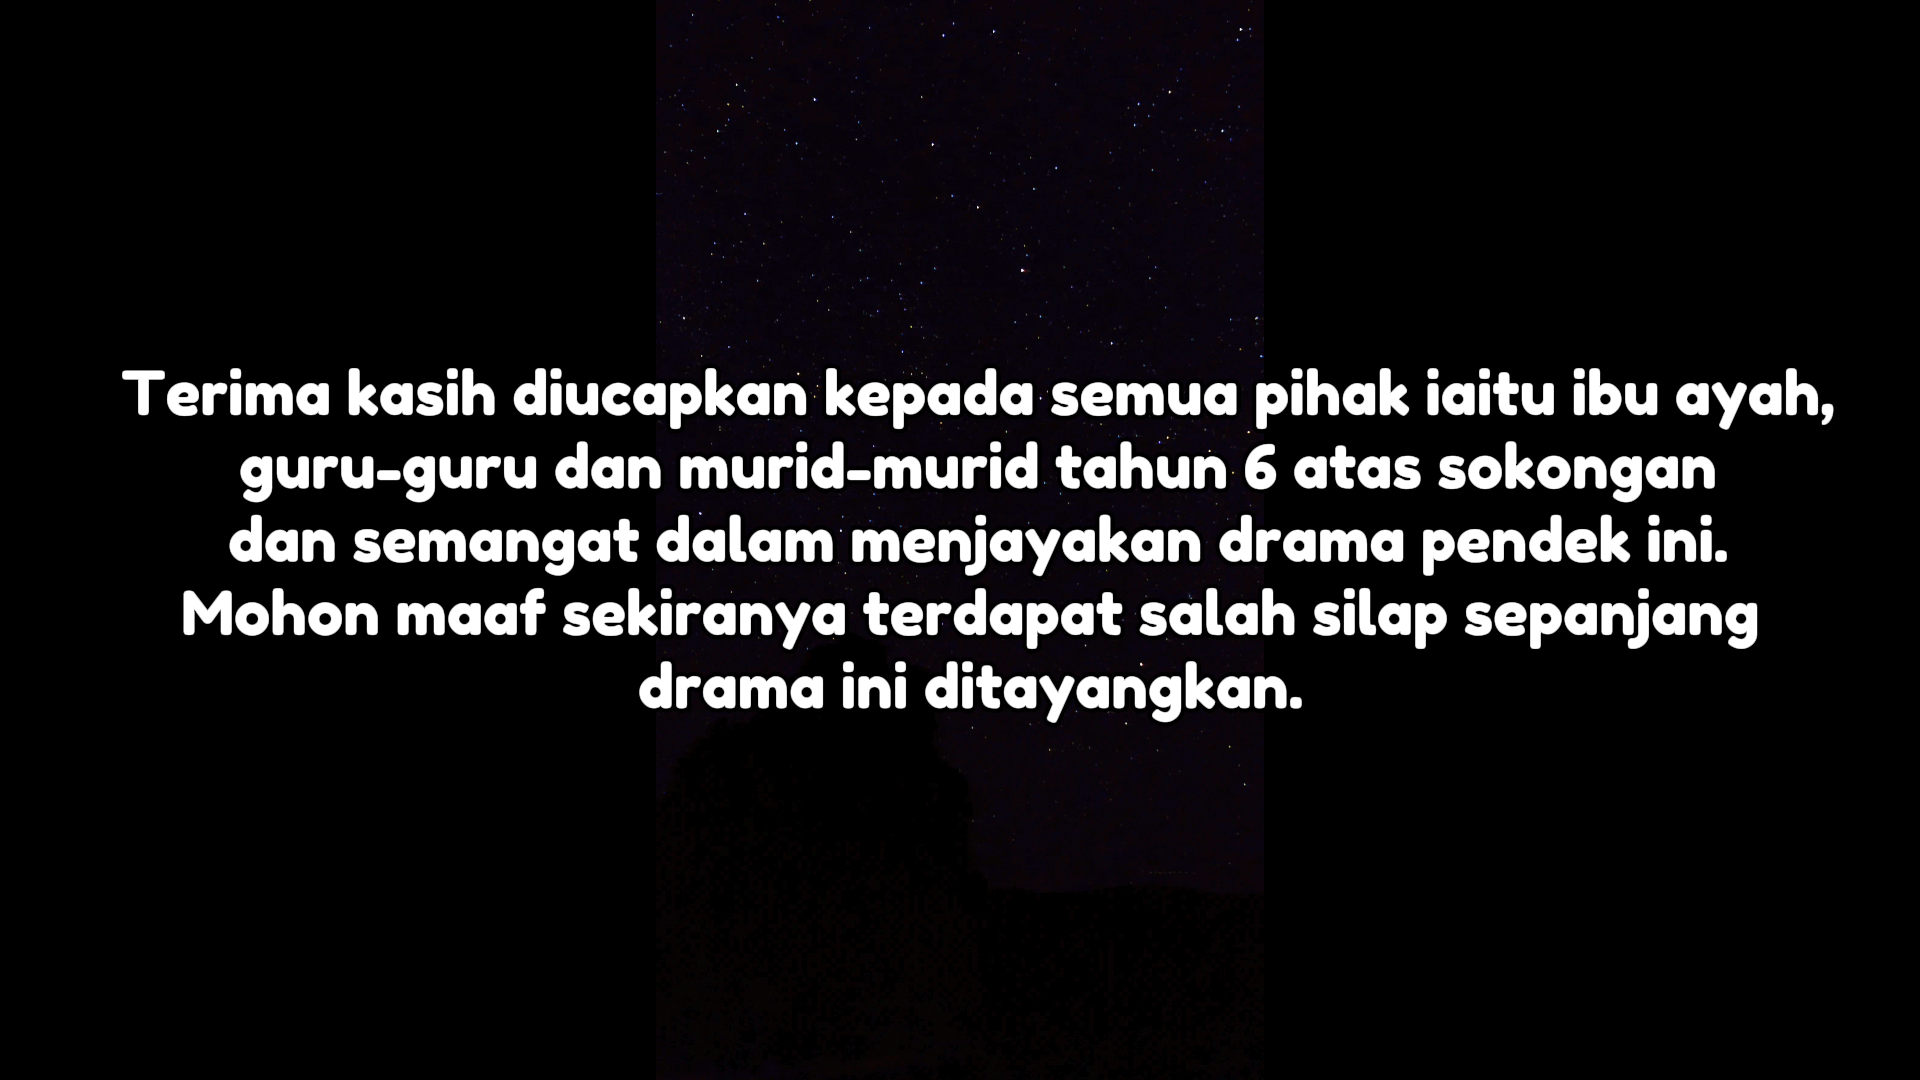 Terima kasih diucapkan kepada semua pihak iaitu ibu ayah,
guru-guru dan murid-murid tahun 6 atas sokongan
dan semangat dalam menjayakan drama pendek ini.
Mohon maaf sekiranya terdapat salah silap sepanjang
drama ini ditayangkan.